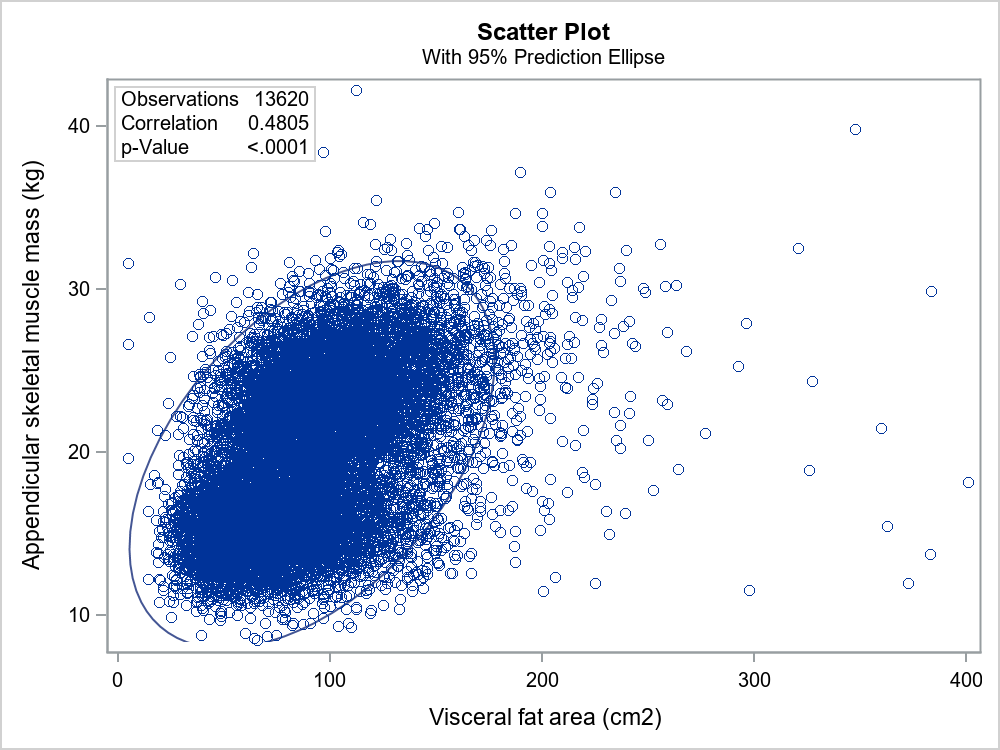 Scatter Plot
With 95% Prediction Ellipse
Observations 13620
Correlation 0.4805
p-Value <.0001
Appendicular skeletal muscle mass (kg)
40
30
20
10
0 100 200 300 400
Visceral fat area (cm2)